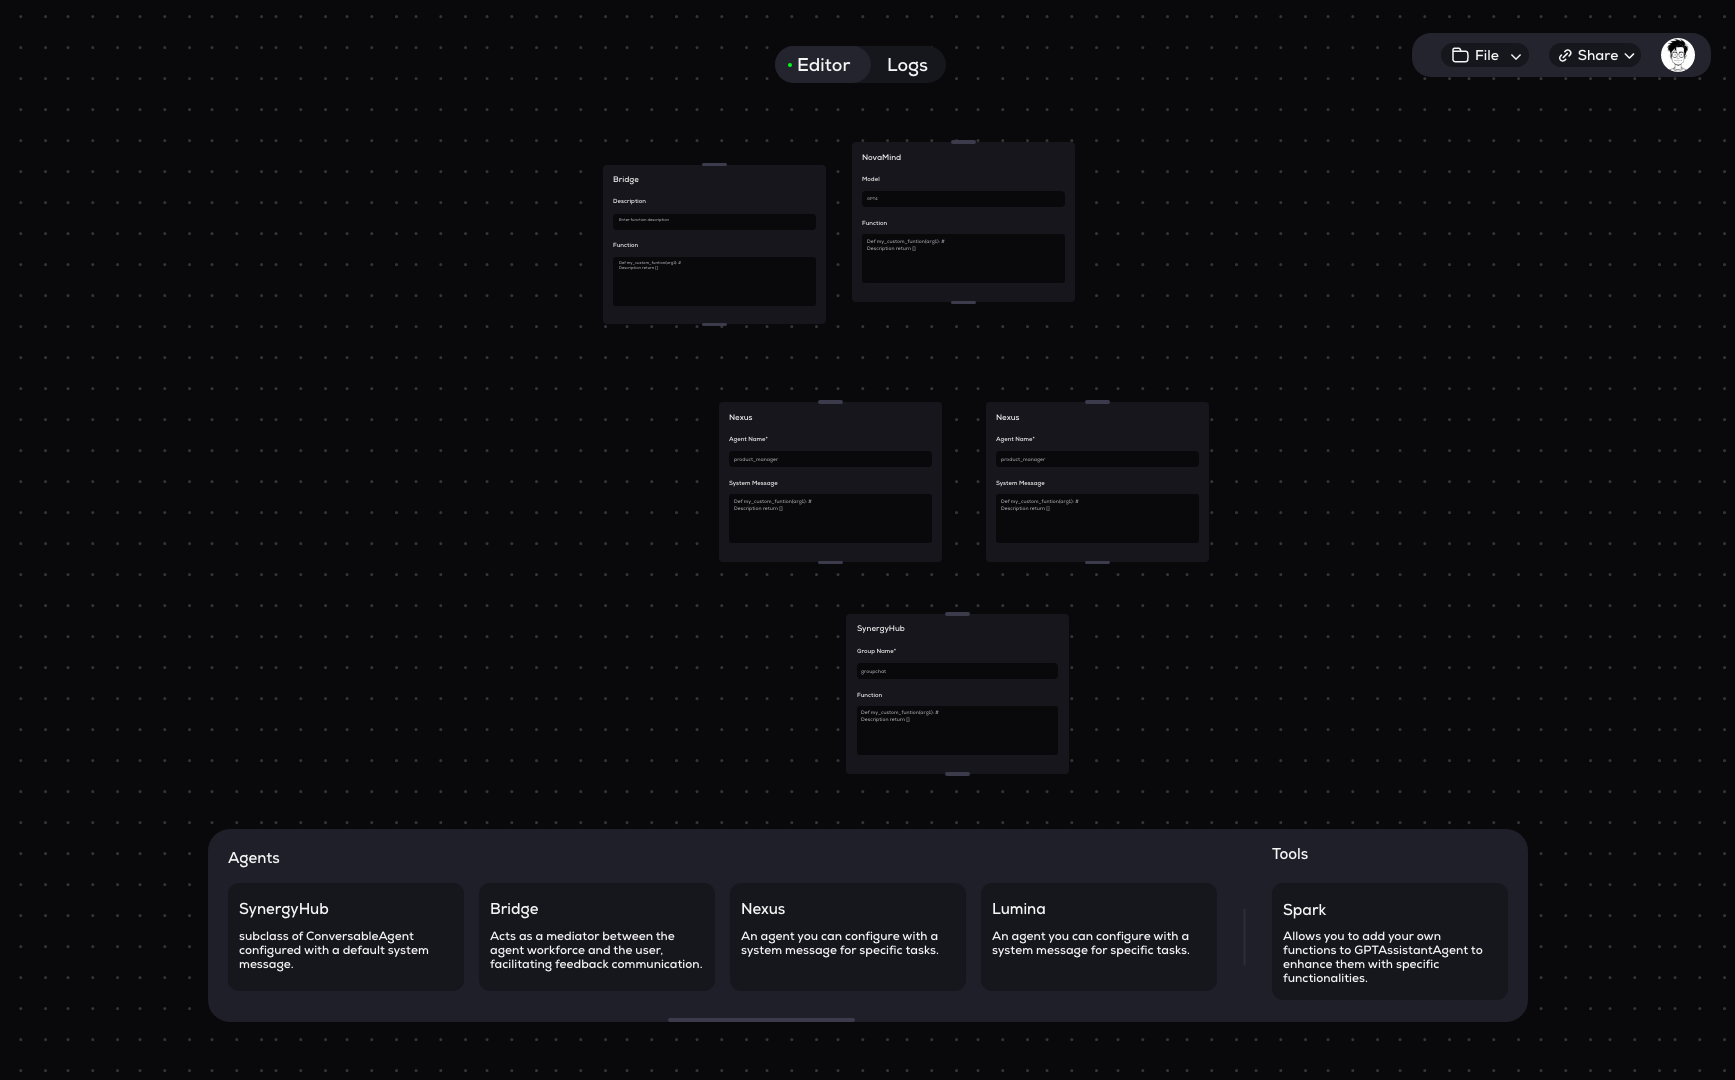 Editor
Logs
File
Share
Bridge
Description
Enter function description
Function
Def my_custom_funtion(arg1): #
Description return []
NovaMind
Model
GPT4
Function
Def my_custom_funtion(arg1): #
Description return []
Nexus
Agent Name*
product_manager
System Message
Def my_custom_funtion(arg1): #
Description return []
Nexus
Agent Name*
product_manager
System Message
Def my_custom_funtion(arg1): #
Description return []
SynergyHub
Group Name*
groupchat
Function
Def my_custom_funtion(arg1): #
Description return []
Agents
SynergyHub
subclass of ConversableAgent
configured with a default system
message.
Bridge
Acts as a mediator between the
agent workforce and the user,
facilitating feedback communication.
Nexus
An agent you can configure with a
system message for specific tasks.
Lumina
An agent you can configure with a
system message for specific tasks.
Tools
Spark
Allows you to add your own
functions to GPTAssistantAgent to
enhance them with specific
functionalities.